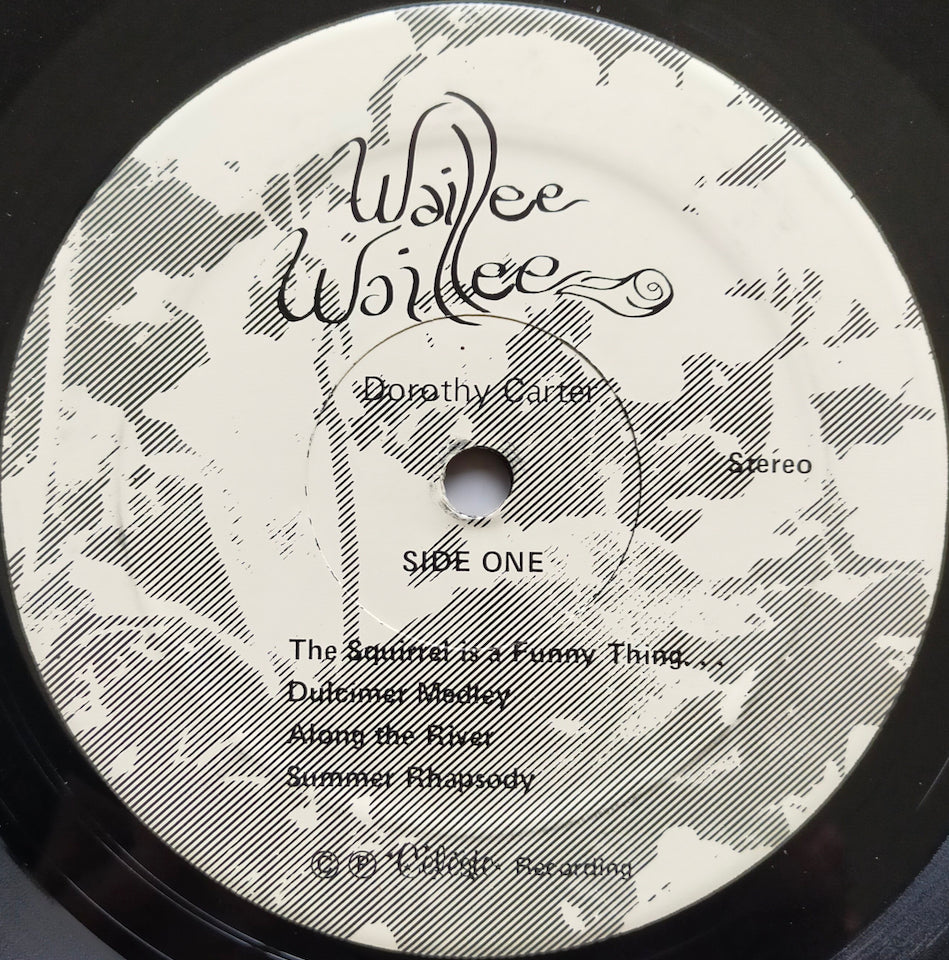 Waillee
Waillee
Dorothy Carter
Stereo
SIDE ONE
The Squirrel is a Funny Thing. . .
Dulcimer Medley
Along the River
Summer Rhapsody
© ℗ Celeste Recording